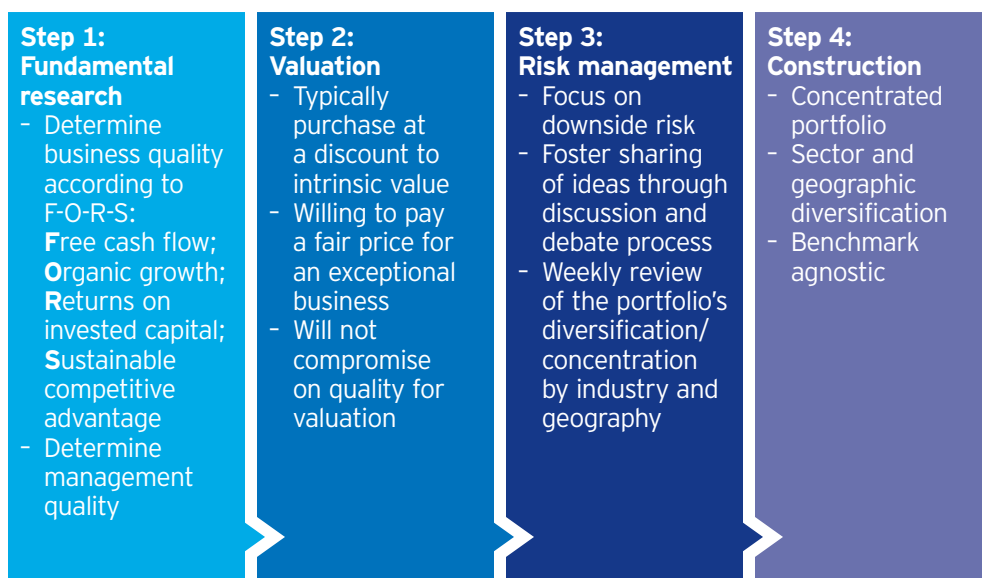 Step 1:
Fundamental
research
– Determine
business quality
according to
F-O-R-S:
Free cash flow;
Organic growth;
Returns on
invested capital;
Sustainable
competitive
advantage
– Determine
management
quality
Step 2:
Valuation
– Typically
purchase at
a discount to
intrinsic value
– Willing to pay
a fair price for
an exceptional
business
– Will not
compromise
on quality for
valuation
Step 3:
Risk management
– Focus on
downside risk
– Foster sharing
of ideas through
discussion and
debate process
– Weekly review
of the portfolio’s
diversification/
concentration
by industry and
geography
Step 4:
Construction
– Concentrated
portfolio
– Sector and
geographic
diversification
– Benchmark
agnostic